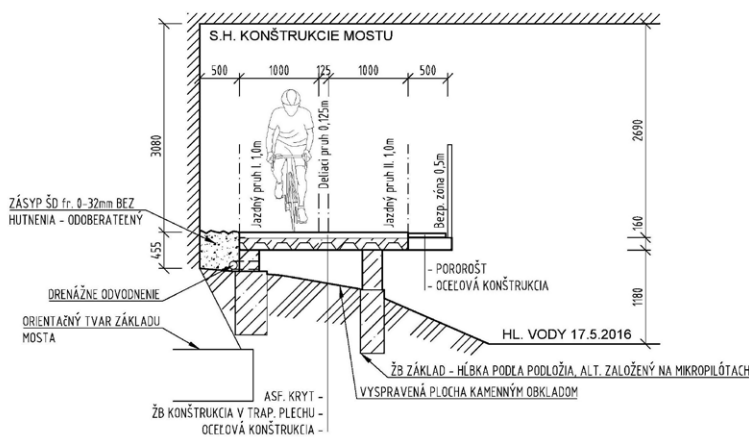 S.H. KONŠTRUKCIE MOSTU
500
1000
125
1000
500
3080
2690
Jazdný pruh I. 1,0m
Deliaci pruh 0,125m
Jazdný pruh II. 1,0m
Bezp. zóna 0,5m
ZÁSYP ŠD fr. 0-32mm BEZ
HUTNENIA - ODOBERATEĽNÝ
455
160
- POROROŠT
- OCEĽOVÁ KONŠTRUKCIA
1180
DRENÁŽNE ODVODNENIE
ORIENTAČNÝ TVAR ZÁKLADU
MOSTA
HL. VODY 17.5.2016
ŽB ZÁKLAD - HĹBKA PODĽA PODLOŽIA, ALT. ZALOŽENÝ NA MIKROPILÓTACH
VYSPRAVENÁ PLOCHA KAMENNÝM OBKLADOM
ASF. KRYT -
ŽB KONŠTRUKCIA V TRAP. PLECHU -
OCEĽOVÁ KONŠTRUKCIA -